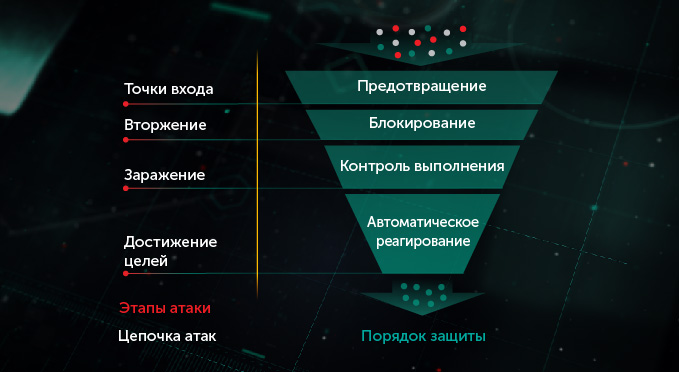 Точки входа
Предотвращение
Вторжение
Блокирование
Заражение
Контроль выполнения
Достижение
целей
Автоматическое
реагирование
Этапы атаки
Цепочка атак
Порядок защиты